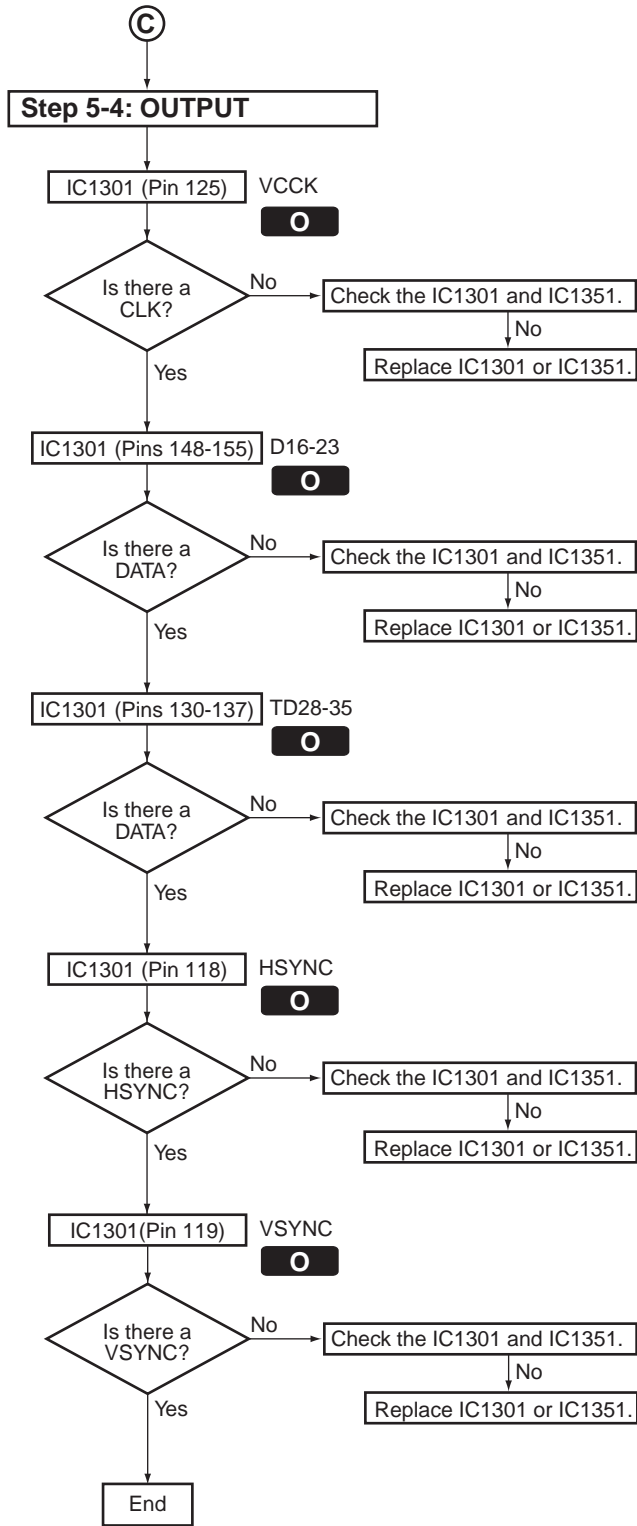 C
Step 5-4: OUTPUT
IC1301 (Pin 125)
VCCK
O
Is there a
CLK?
No
Check the IC1301 and IC1351.
No
Replace IC1301 or IC1351.
Yes
IC1301 (Pins 148-155)
D16-23
O
Is there a
DATA?
No
Check the IC1301 and IC1351.
No
Replace IC1301 or IC1351.
Yes
IC1301 (Pins 130-137)
TD28-35
O
Is there a
DATA?
No
Check the IC1301 and IC1351.
No
Replace IC1301 or IC1351.
Yes
IC1301 (Pin 118)
HSYNC
O
Is there a
HSYNC?
No
Check the IC1301 and IC1351.
No
Replace IC1301 or IC1351.
Yes
IC1301(Pin 119)
VSYNC
O
Is there a
VSYNC?
No
Check the IC1301 and IC1351.
No
Replace IC1301 or IC1351.
Yes
End